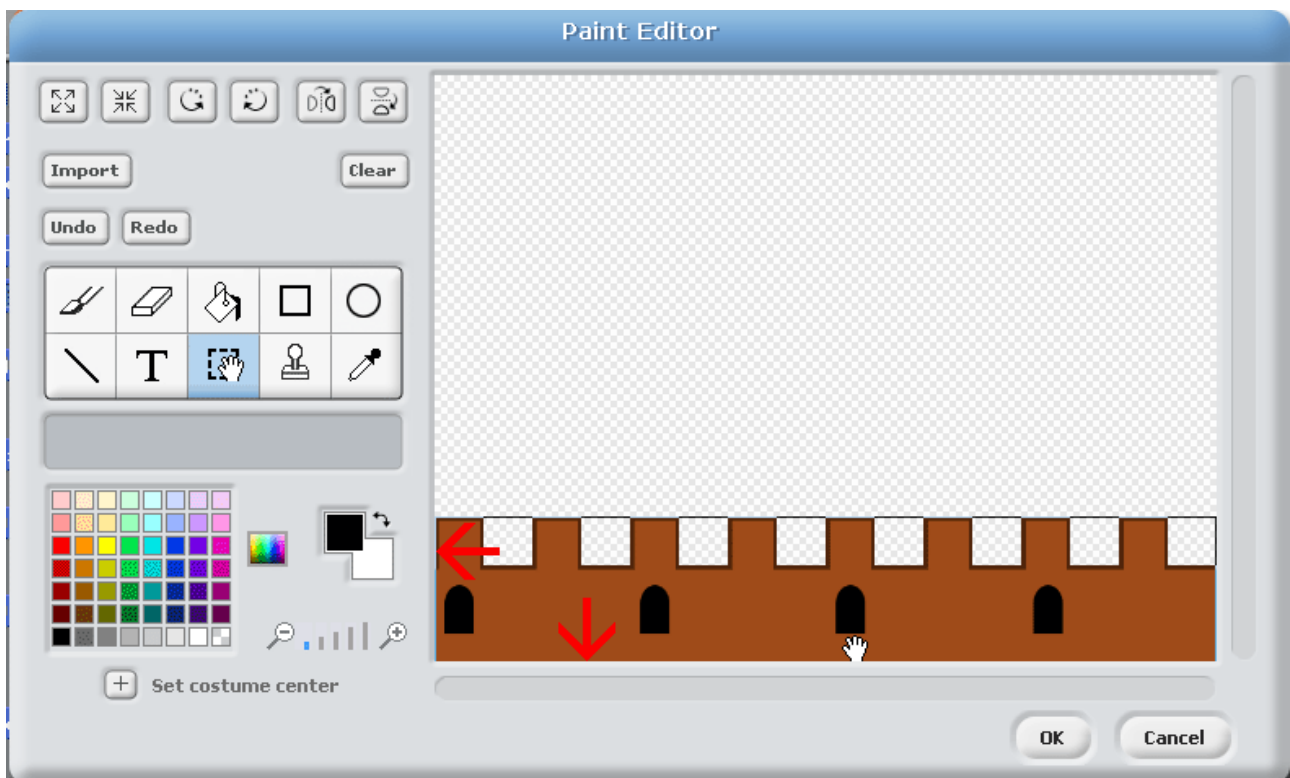 Paint Editor
Import
Clear
Undo Redo
T
Set costume center
OK
Cancel